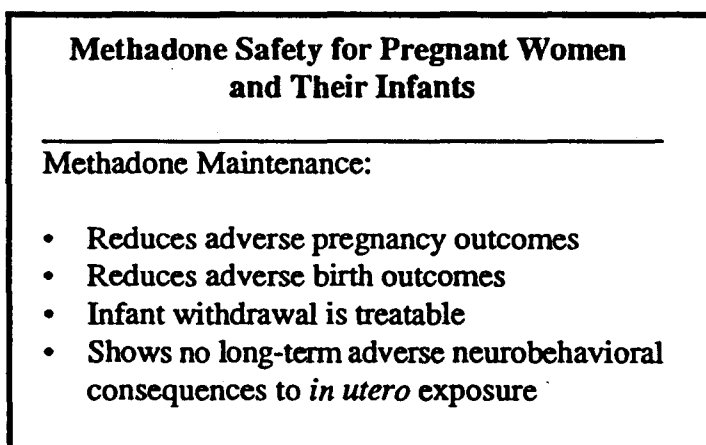 Methadone Safety for Pregnant Women
and Their Infants
Methadone Maintenance:
• Reduces adverse pregnancy outcomes
• Reduces adverse birth outcomes
• Infant withdrawal is treatable
• Shows no long-term adverse neurobehavioral
consequences to in utero exposure